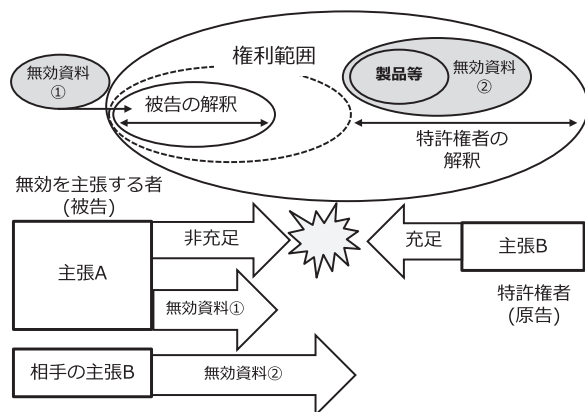 権利範囲
無効資料
①
製品等
無効資料
②
被告の解釈
特許権者の
解釈
無効を主張する者
(被告)
主張A
非充足
充足
主張B
無効資料①
特許権者
(原告)
相手の主張B
無効資料②